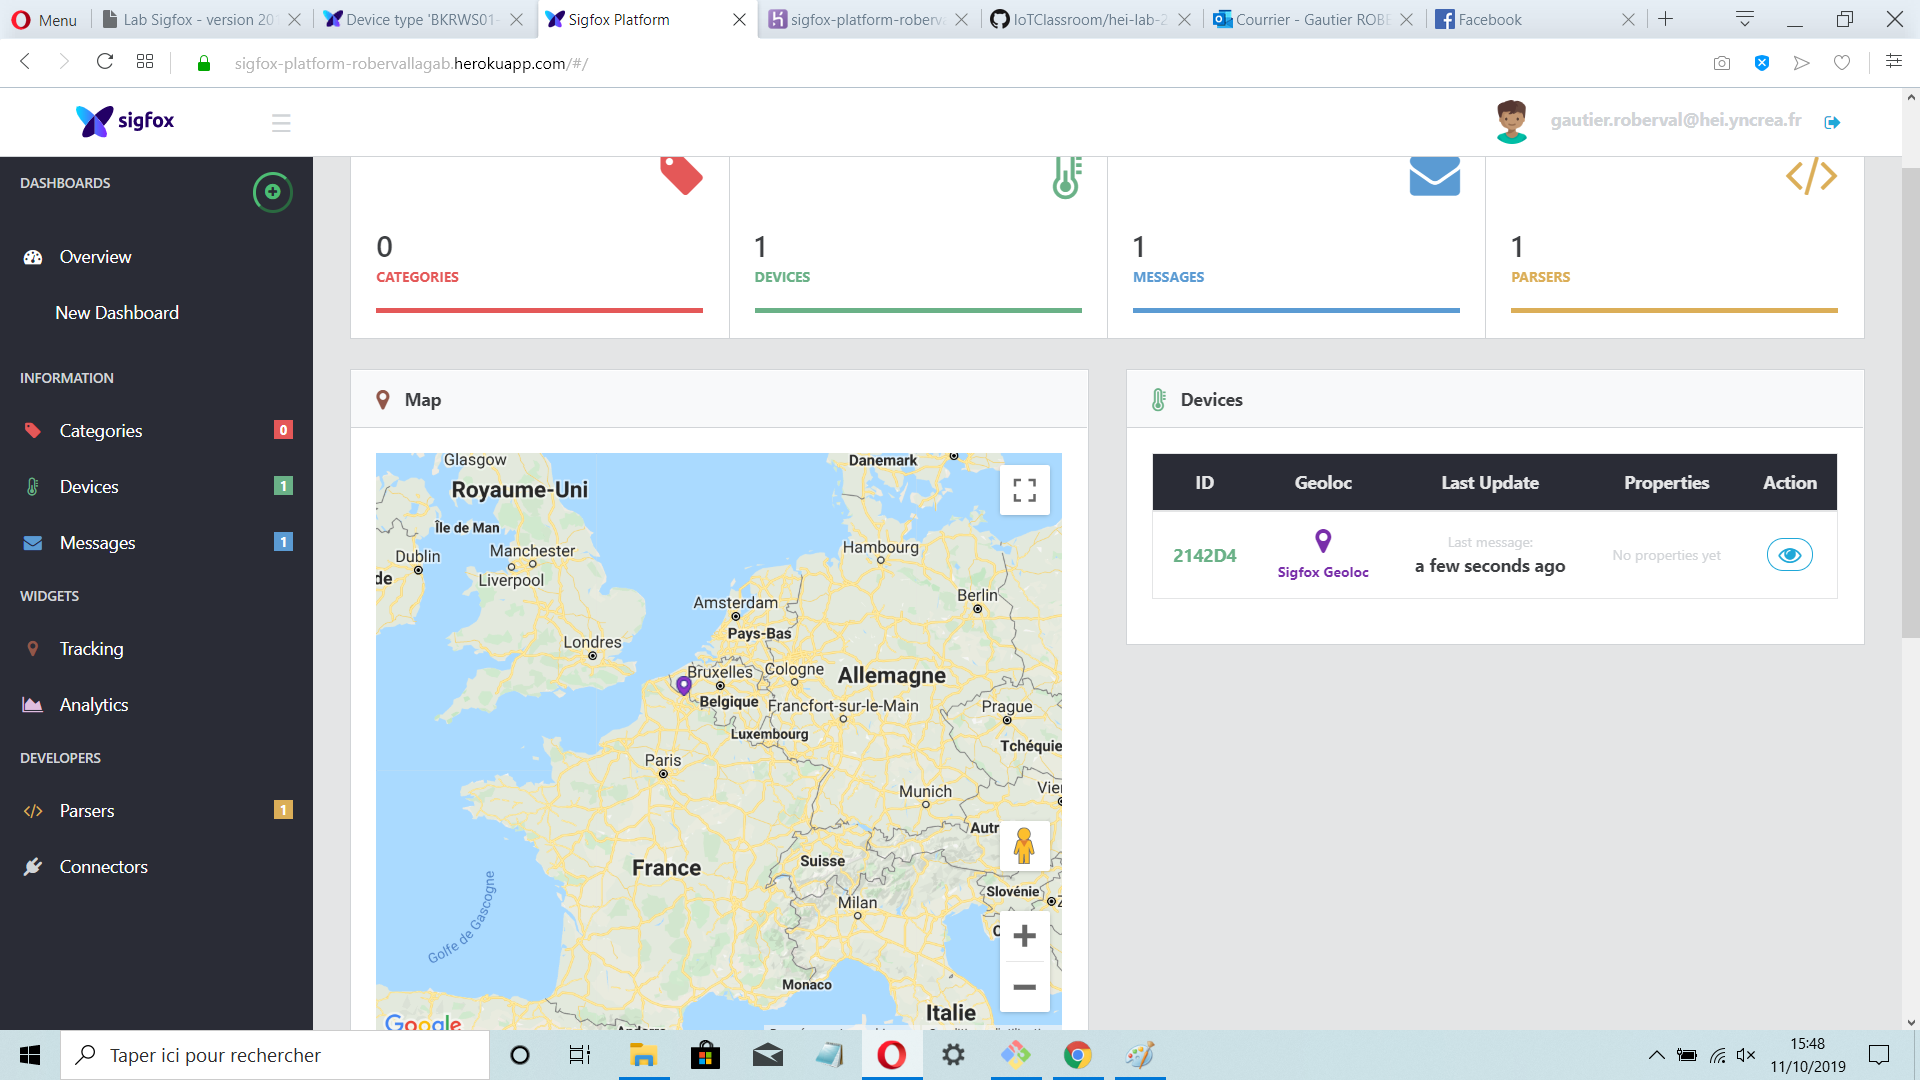 Menu
Lab Sigfox - version 20
Device type 'BKRWS01-
Sigfox Platform
sigfox-platform-roberva
IoTClassroom/hei-lab-2
Courrier - Gautier ROBE
Facebook
sigfox-platform-robervallagab.herokuapp.com/#/
sigfox
gautier.roberval@hei.yncrea.fr
DASHBOARDS
Overview
New Dashboard
INFORMATION
Categories 0
Devices 1
Messages 1
WIDGETS
Tracking
Analytics
DEVELOPERS
Parsers 1
Connectors
0
CATEGORIES
1
DEVICES
1
MESSAGES
1
PARSERS
Map
Glasgow
Danemark
Royaume-Uni
Île de Man
Hambourg
Manchester
Dublin
de
Liverpool
Berlin
Amsterdam
Pays-Bas
Londres
Bruxelles
Cologne
Allemagne
Belgique
Francfort-sur-le-Main
Prague
Luxembourg
Tchéquie
Paris
Munich
Vie
Autr
Suisse
France
Slovénie
Milan
Golfe de Gascogne
Monaco
Italie
Google
Devices
ID Geoloc Last Update Properties Action
2142D4
Sigfox Geoloc
Last message:
a few seconds ago
No properties yet
Taper ici pour rechercher
15:48
11/10/2019